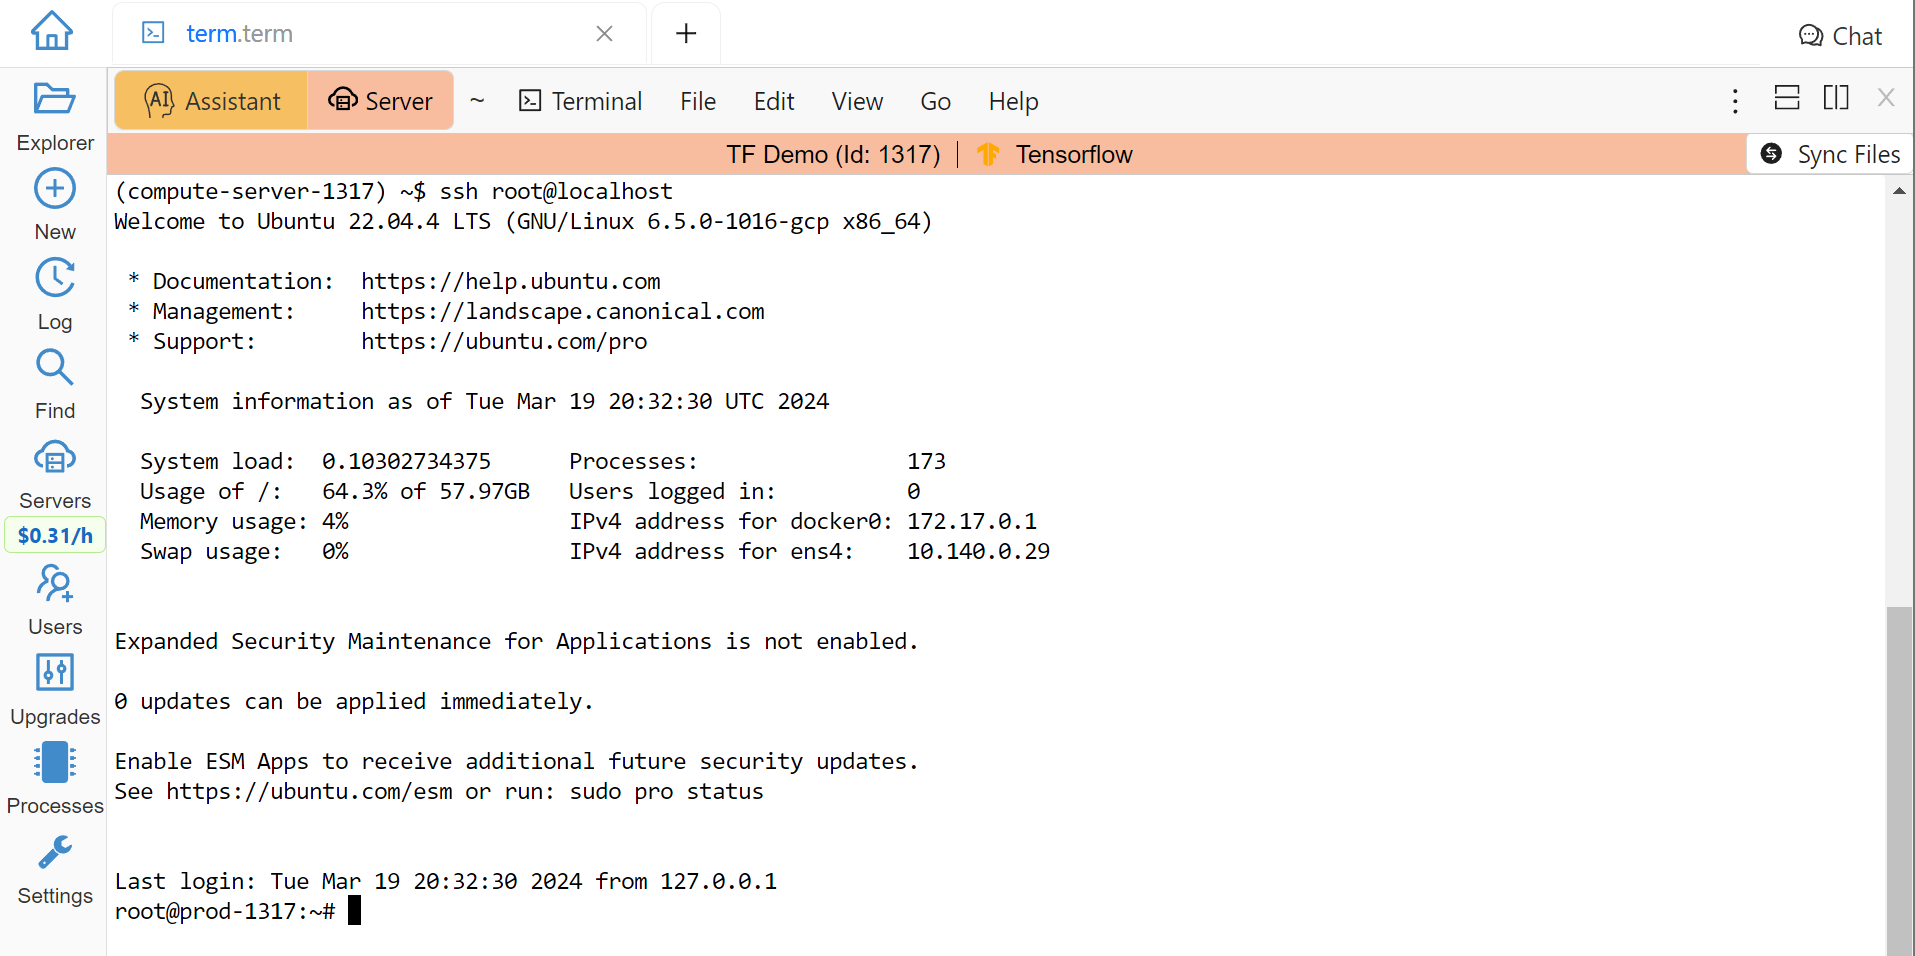 term.term
Chat
Explorer
New
Log
Find
Servers
$0.31/h
Users
Upgrades
Processes
Settings
AI Assistant Server ~ Terminal File Edit View Go Help
TF Demo (Id: 1317) Tensorflow
Sync Files
(compute-server-1317) ~$ ssh root@localhost
Welcome to Ubuntu 22.04.4 LTS (GNU/Linux 6.5.0-1016-gcp x86_64)
* Documentation: https://help.ubuntu.com
* Management: https://landscape.canonical.com
* Support: https://ubuntu.com/pro
System information as of Tue Mar 19 20:32:30 UTC 2024
System load: 0.10302734375 Processes: 173
Usage of /: 64.3% of 57.97GB Users logged in: 0
Memory usage: 4% IPv4 address for docker0: 172.17.0.1
Swap usage: 0% IPv4 address for ens4: 10.140.0.29
Expanded Security Maintenance for Applications is not enabled.
0 updates can be applied immediately.
Enable ESM Apps to receive additional future security updates.
See https://ubuntu.com/esm or run: sudo pro status
Last login: Tue Mar 19 20:32:30 2024 from 127.0.0.1
root@prod-1317:~#